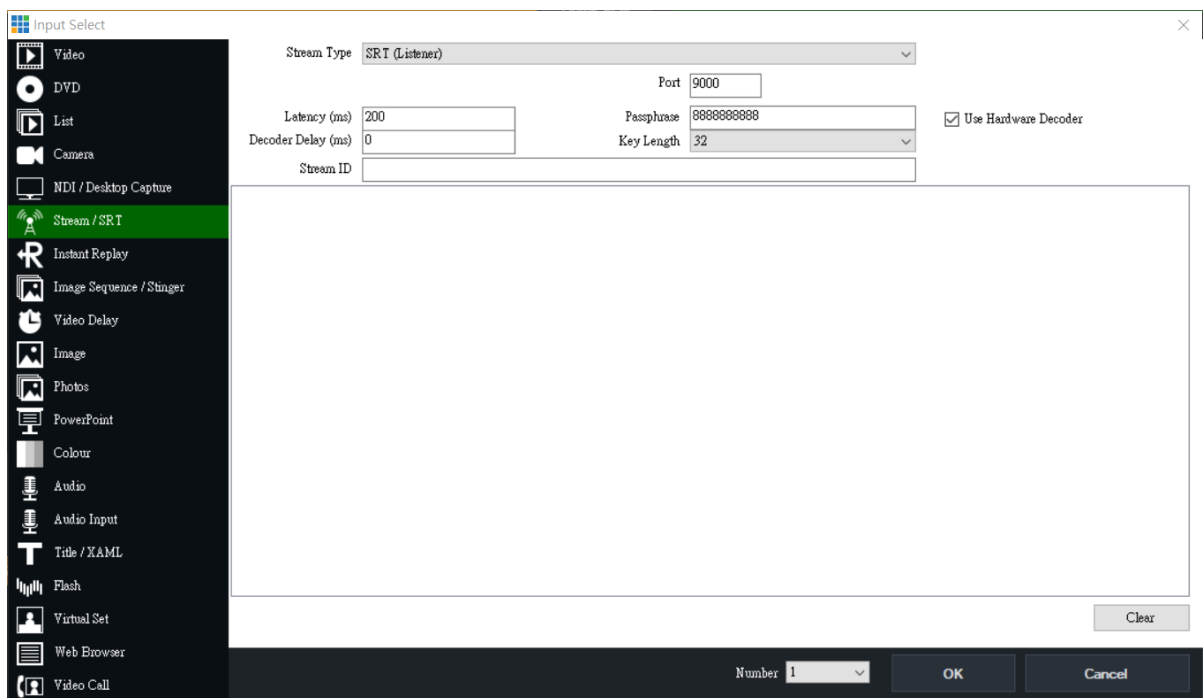 Input Select
Video
DVD
List
Camera
NDI / Desktop Capture
Stream / SRT
Instant Replay
Image Sequence / Stinger
Video Delay
Image
Photos
PowerPoint
Colour
Audio
Audio Input
Title / XAML
Flash
Virtual Set
Web Browser
Video Call
Stream Type SRT (Listener)
Port 9000
Latency (ms) 200 Passphrase 8888888888 Use Hardware Decoder
Decoder Delay (ms) 0 Key Length 32
Stream ID
Clear
Number 1 OK Cancel